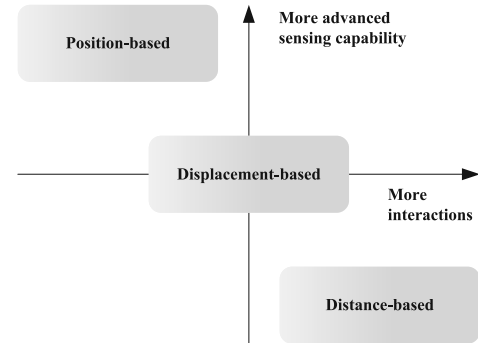 Position-based
More advanced
sensing capability
Displacement-based
More
interactions
Distance-based